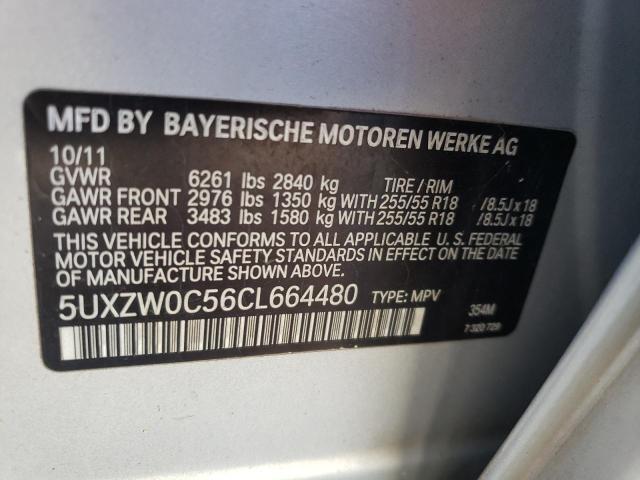 MFD BY BAYERISCHE MOTOREN WERKE AG
10/11
GVWR 6261 lbs 2840 kg TIRE / RIM
GAWR FRONT 2976 lbs 1350 kg WITH 255/55 R18 /8.5J x 18
GAWR REAR 3483 lbs 1580 kg WITH 255/55 R18 /8.5J x 18
THIS VEHICLE CONFORMS TO ALL APPLICABLE U. S. FEDERAL
MOTOR VEHICLE SAFETY STANDARDS IN EFFECT ON THE DATE
OF MANUFACTURE SHOWN ABOVE.
5UXZW0C56CL664480 TYPE: MPV 354M
7 320 729